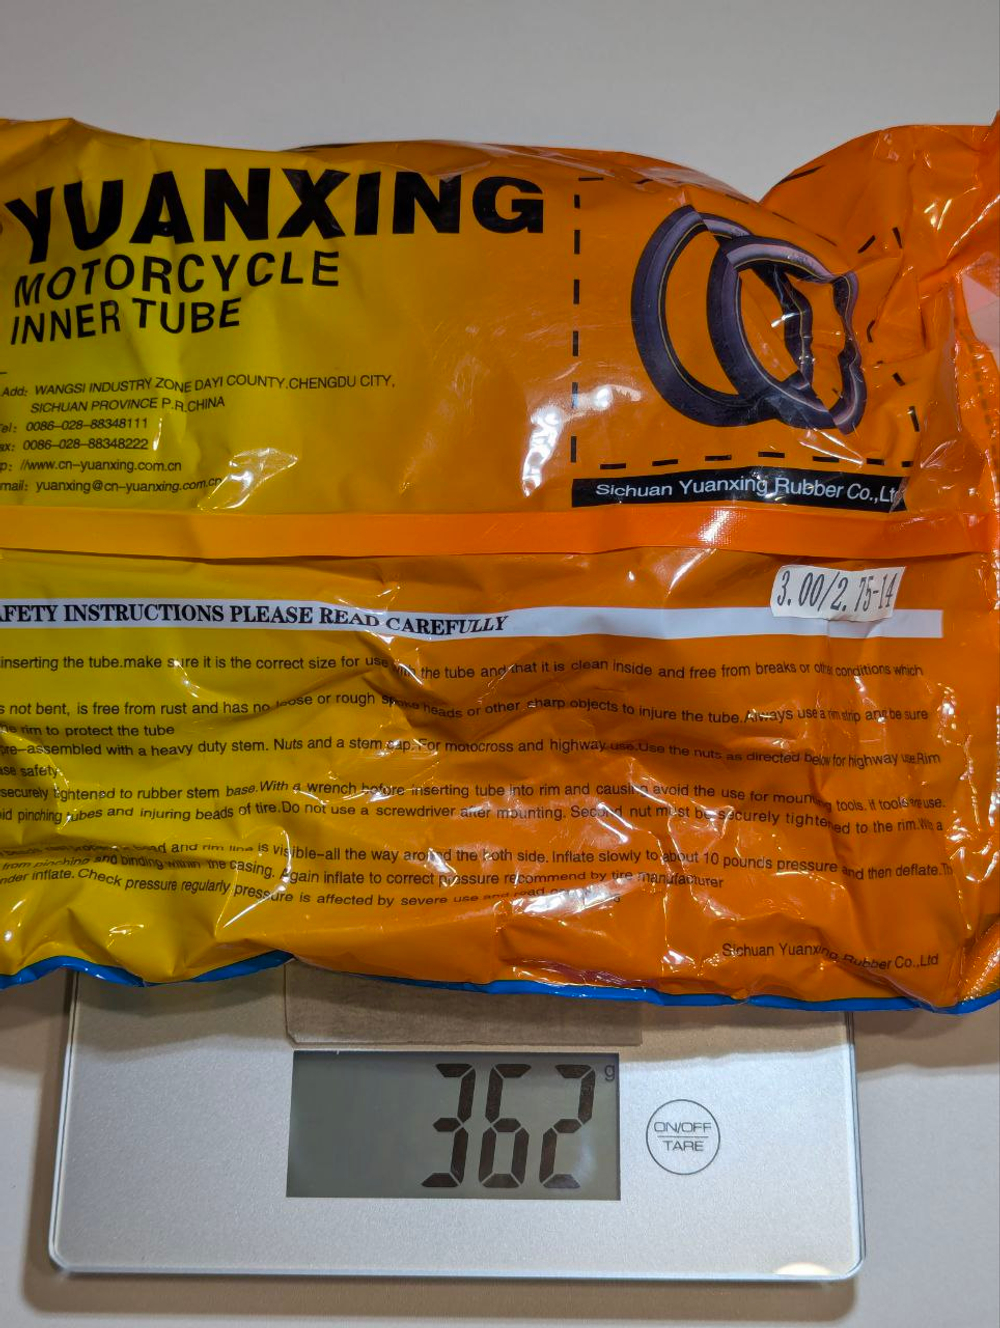 YUANXING
MOTORCYCLE
INNER TUBE
Add: WANGSI INDUSTRY ZONE DAYI COUNTY.CHENGDU CITY,
SICHUAN PROVINCE P.R.CHINA
el: 0086-028-88348111
ax: 0086-028-88348222
p: //www.cn-yuanxing.com.cn
mail: yuanxing@cn-yuanxing.com.cn
Sichuan Yuanxing Rubber Co.,Lt
3.00/2.75-14
AFETY INSTRUCTIONS PLEASE READ CAREFULLY
inserting the tube.make sure it is the correct size for use with the tube and that it is clean inside and free from breaks or other conditions which
s not bent, is free from rust and has no loose or rough spoke heads or other sharp objects to injure the tube.Always use a rim strip and be sure
rim to protect the tube
pre-assembled with a heavy duty stem. Nuts and a stem cap. For motocross and highway use.Use the nuts as directed below for highway use.Rim
ase safety
securely tightened to rubber stem base.With a wrench before inserting tube into rim and causing avoid the use for mounting tools. if tools any use.
id pinching tubes and injuring beads of tire.Do not use a screwdriver after mounting. Second nut must be securely tightened to the rim.With a
and rim line is visible-all the way around the both side. Inflate slowly to about 10 pounds pressure and then deflate.Th
from pinching and binding within the casing. Again inflate to correct pressure recommend by tire manufacturer
nder inflate. Check pressure regularly pressure is affected by severe use and road
Sichuan Yuanxing Rubber Co.,Ltd
362 g
ON/OFF
TARE